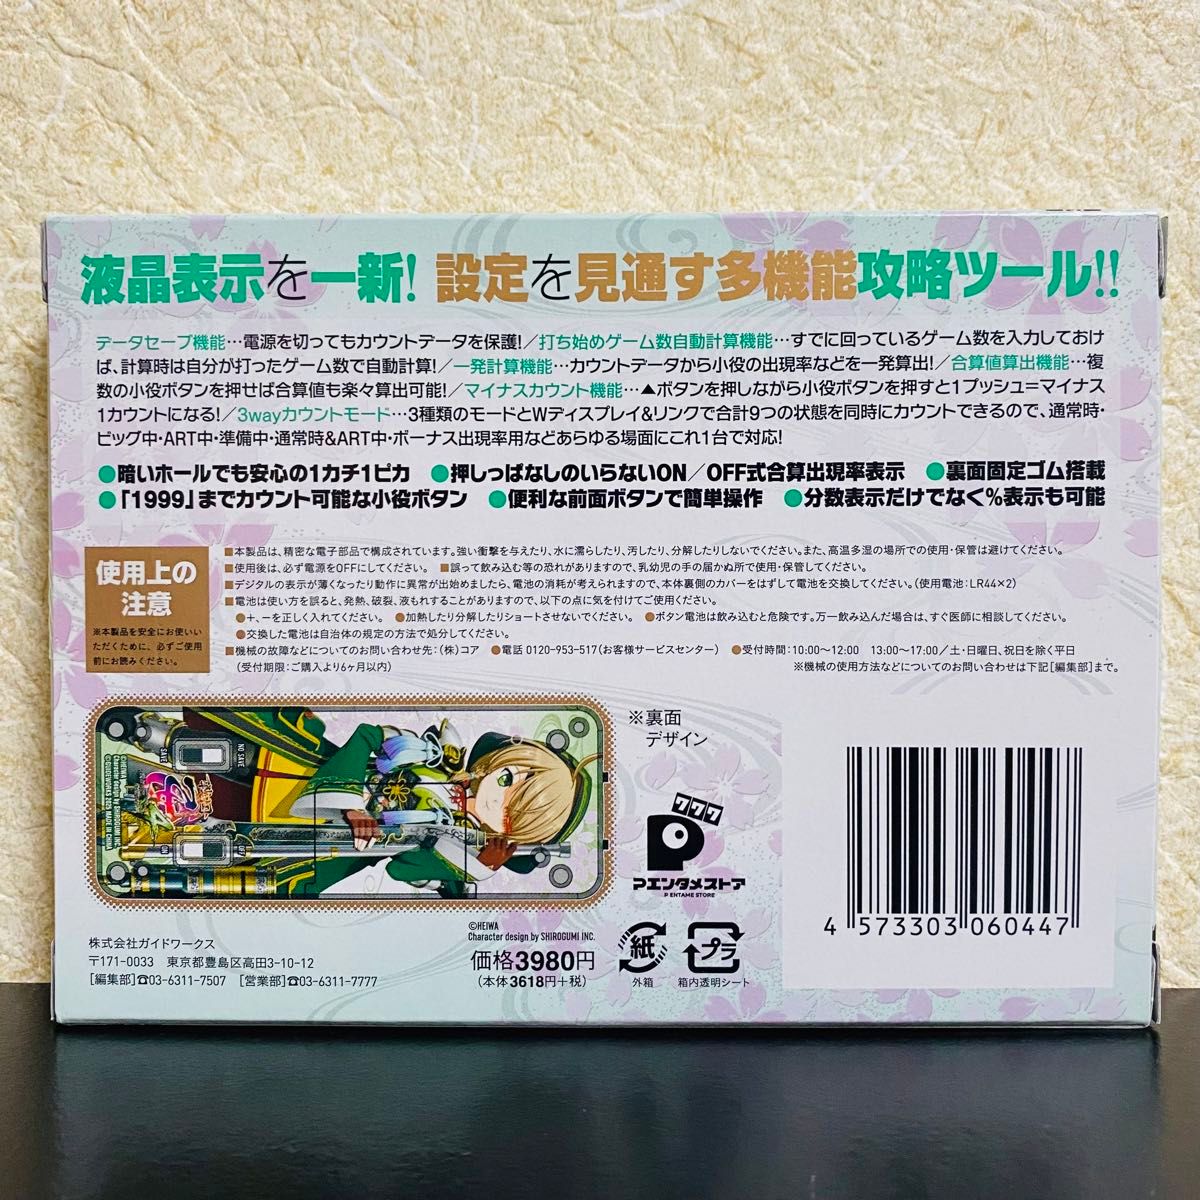 液晶表示を一新! 設定を見通す多機能攻略ツール!!
データセーブ機能…電源を切ってもカウントデータを保護!／打ち始めゲーム数自動計算機能…すでに回っているゲーム数を入力しておけ
ば、計算時は自分が打ったゲーム数で自動計算!／一発計算機能…カウントデータから小役の出現率などを一発算出!／合算値算出機能…複
数の小役ボタンを押せば合算値も楽々算出可能!／マイナスカウント機能…▲ボタンを押しながら小役ボタンを押すと1プッシュ=マイナス
1カウントになる!／3wayカウントモード…3種類のモードとWディスプレイ&リンクで合計9つの状態を同時にカウントできるので、通常時・
ビッグ中・ART中・準備中・通常時&ART中・ボーナス出現率用などあらゆる場面にこれ1台で対応!
●暗いホールでも安心の1カチ1ピカ ●押しっぱなしのいらないON／OFF式合算出現率表示 ●裏面固定ゴム搭載
●「1999」までカウント可能な小役ボタン ●便利な前面ボタンで簡単操作 ●分数表示だけでなく%表示も可能
使用上の
注意
※本製品を安全にお使いい
ただくために、必ずご使用
前にお読みください。
■本製品は、精密な電子部品で構成されています。強い衝撃を与えたり、水に濡らしたり、汚したり、分解したりしないでください。また、高温多湿の場所での使用・保管は避けてください。
■使用後は、必ず電源をOFFにしてください。 ■誤って飲み込む等の恐れがありますので、乳幼児の手の届かぬ所で使用・保管してください。
■デジタルの表示が薄くなったり動作に異常が出始めましたら、電池の消耗が考えられますので、本体裏側のカバーをはずして電池を交換してください。(使用電池:LR44×2)
■電池は使い方を誤ると、発熱、破裂、液もれすることがありますので、以下の点に気を付けてご使用ください。
●＋、－を正しく入れてください。 ●加熱したり分解したりショートさせないでください。 ●ボタン電池は飲み込むと危険です。万一飲み込んだ場合は、すぐ医師に相談してください。
●交換した電池は自治体の規定の方法で処分してください。
■機械の故障などについてのお問い合わせ先:(株)コア ●電話 0120-953-517(お客様サービスセンター) ●受付時間:10:00〜12:00 13:00〜17:00／土・日曜日、祝日を除く平日
(受付期限:ご購入より6ヶ月以内) ※機械の使用方法などについてのお問い合わせは下記[編集部]まで。
SAVE
NO SAVE
ON
OFF
©HEIWA
Character design by SHIROGUMI INC.
©GUIDEWORKS 2025 MADE IN CHINA
※裏面
デザイン
777
Pエンタメストア
P ENTAME STORE
4 573303 060447
©HEIWA
Character design by SHIROGUMI INC.
価格3980円
(本体 3618円＋税)
紙
外箱
プラ
箱内透明シート
株式会社ガイドワークス
〒171-0033 東京都豊島区高田3-10-12
[編集部]☎03-6311-7507 [営業部]☎03-6311-7777